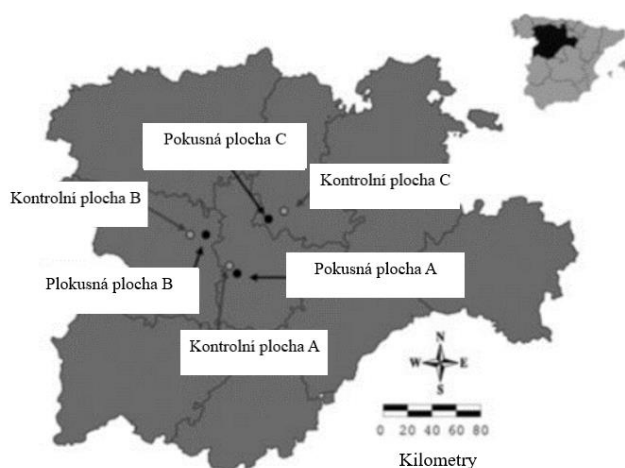 Pokusná plocha C
Kontrolní plocha C
Kontrolní plocha B
Plokusná plocha B
Pokusná plocha A
Kontrolní plocha A
N
W E
S
0 20 40 60 80
Kilometry